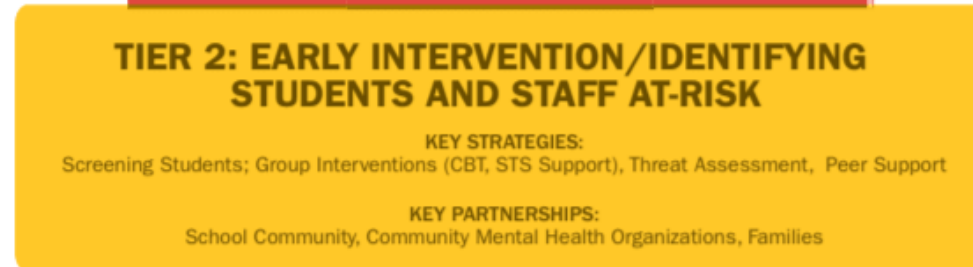 TIER 2: EARLY INTERVENTION/IDENTIFYING
STUDENTS AND STAFF AT-RISK
KEY STRATEGIES:
Screening Students; Group Interventions (CBT, STS Support), Threat Assessment, Peer Support
KEY PARTNERSHIPS:
School Community, Community Mental Health Organizations, Families